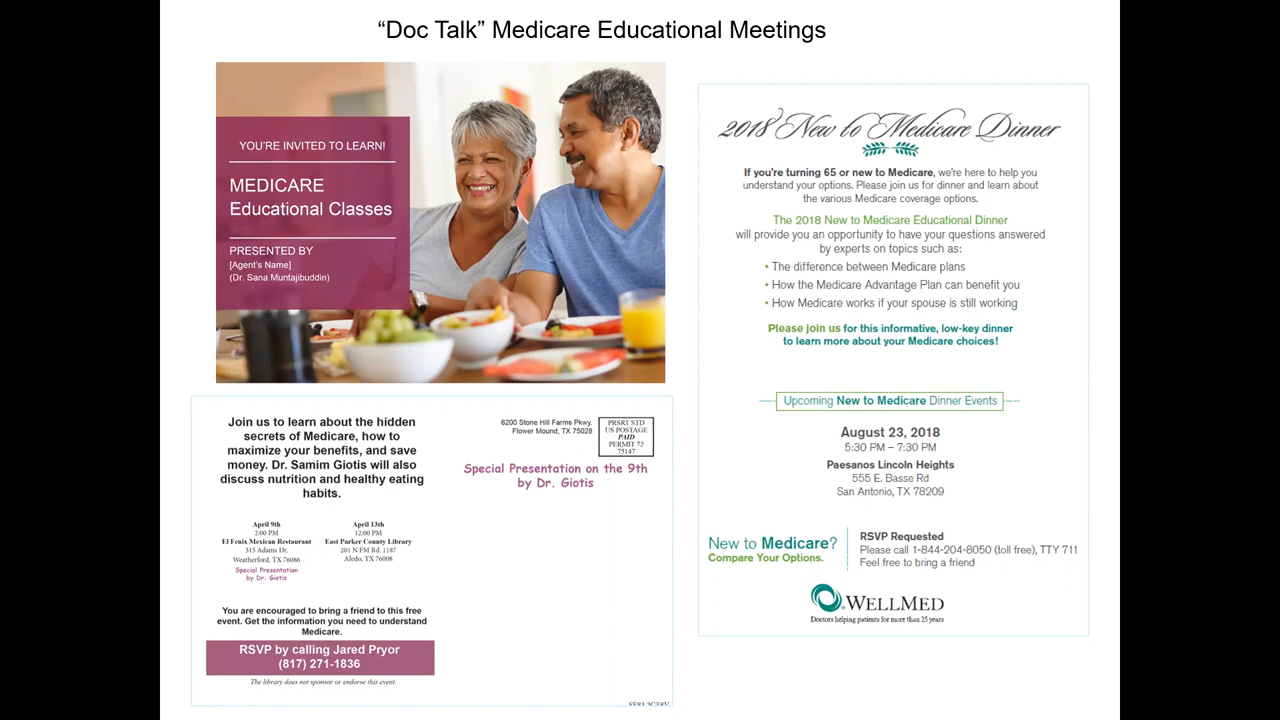 “Doc Talk” Medicare Educational Meetings
YOU'RE INVITED TO LEARN!
MEDICARE
Educational Classes
PRESENTED BY
[Agent's Name]
(Dr. Sana Muntajibuddin)
Join us to learn about the hidden
secrets of Medicare, how to
maximize your benefits, and save
money. Dr. Samim Giotis will also
discuss nutrition and healthy eating
habits.
April 9th
2:00 PM
El Fenix Mexican Restaurant
315 Adams Dr.
Weatherford, TX 76086
Special Presentation
by Dr. Giotis
April 13th
12:00 PM
East Parker County Library
201 N FM Rd. 1187
Aledo, TX 76008
You are encouraged to bring a friend to this free
event. Get the information you need to understand
Medicare.
RSVP by calling Jared Pryor
(817) 271-1836
The library does not sponsor or endorse this event.
6200 Stone Hill Farms Pkwy,
Flower Mound, TX 75028
PRSRT STD
US POSTAGE
PAID
PERMIT 72
75147
Special Presentation on the 9th
by Dr. Giotis
2018 New to Medicare Dinner
If you're turning 65 or new to Medicare, we're here to help you
understand your options. Please join us for dinner and learn about
the various Medicare coverage options.
The 2018 New to Medicare Educational Dinner
will provide you an opportunity to have your questions answered
by experts on topics such as:
• The difference between Medicare plans
• How the Medicare Advantage Plan can benefit you
• How Medicare works if your spouse is still working
Please join us for this informative, low-key dinner
to learn more about your Medicare choices!
Upcoming New to Medicare Dinner Events
August 23, 2018
5:30 PM – 7:30 PM
Paesanos Lincoln Heights
555 E. Basse Rd
San Antonio, TX 78209
New to Medicare?
Compare Your Options.
RSVP Requested
Please call 1-844-204-8050 (toll free), TTY 711
Feel free to bring a friend
WELLMED
Doctors helping patients for more than 25 years